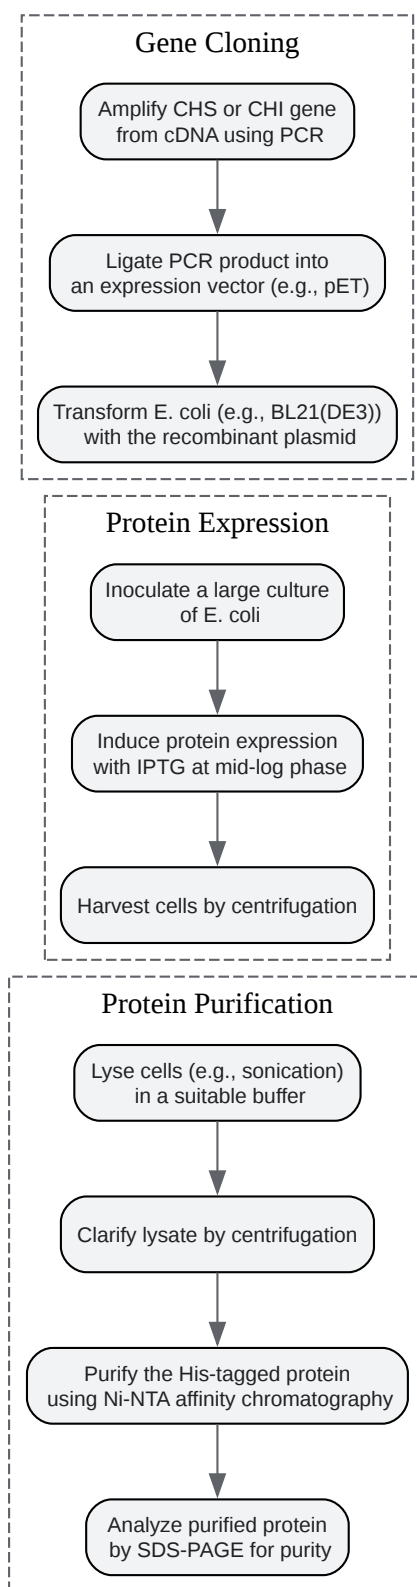 Gene Cloning
Amplify CHS or CHI gene
from cDNA using PCR
Ligate PCR product into
an expression vector (e.g., pET)
Transform E. coli (e.g., BL21(DE3))
with the recombinant plasmid
Protein Expression
Inoculate a large culture
of E. coli
Induce protein expression
with IPTG at mid-log phase
Harvest cells by centrifugation
Protein Purification
Lyse cells (e.g., sonication)
in a suitable buffer
Clarify lysate by centrifugation
Purify the His-tagged protein
using Ni-NTA affinity chromatography
Analyze purified protein
by SDS-PAGE for purity